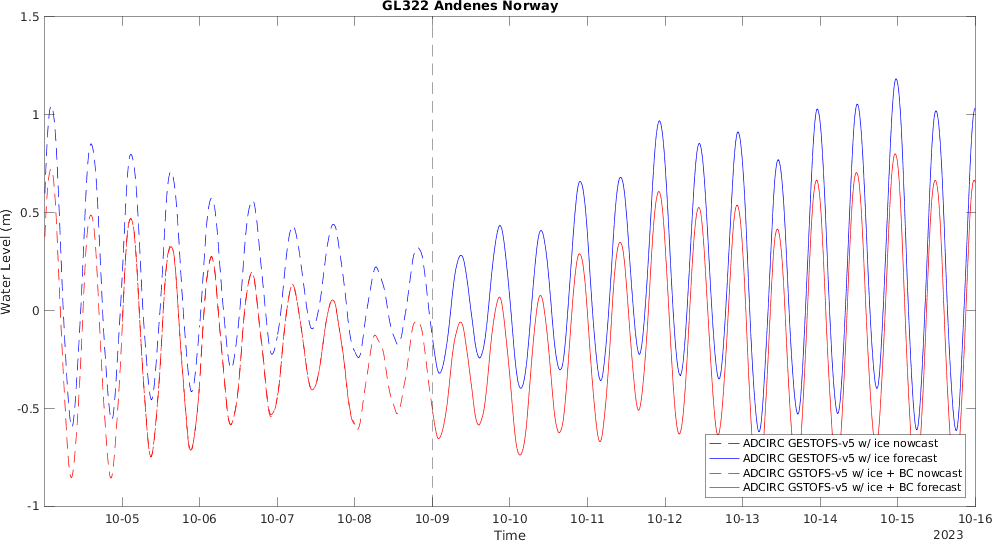 GL322 Andenes Norway
1.5
1
0.5
0
-0.5
-1
Water Level (m)
10-05 10-06 10-07 10-08 10-09 10-10 10-11 10-12 10-13 10-14 10-15 10-16
Time
2023
ADCIRC GESTOFS-v5 w/ ice nowcast
ADCIRC GESTOFS-v5 w/ ice forecast
ADCIRC GSTOFS-v5 w/ ice + BC nowcast
ADCIRC GSTOFS-v5 w/ ice + BC forecast